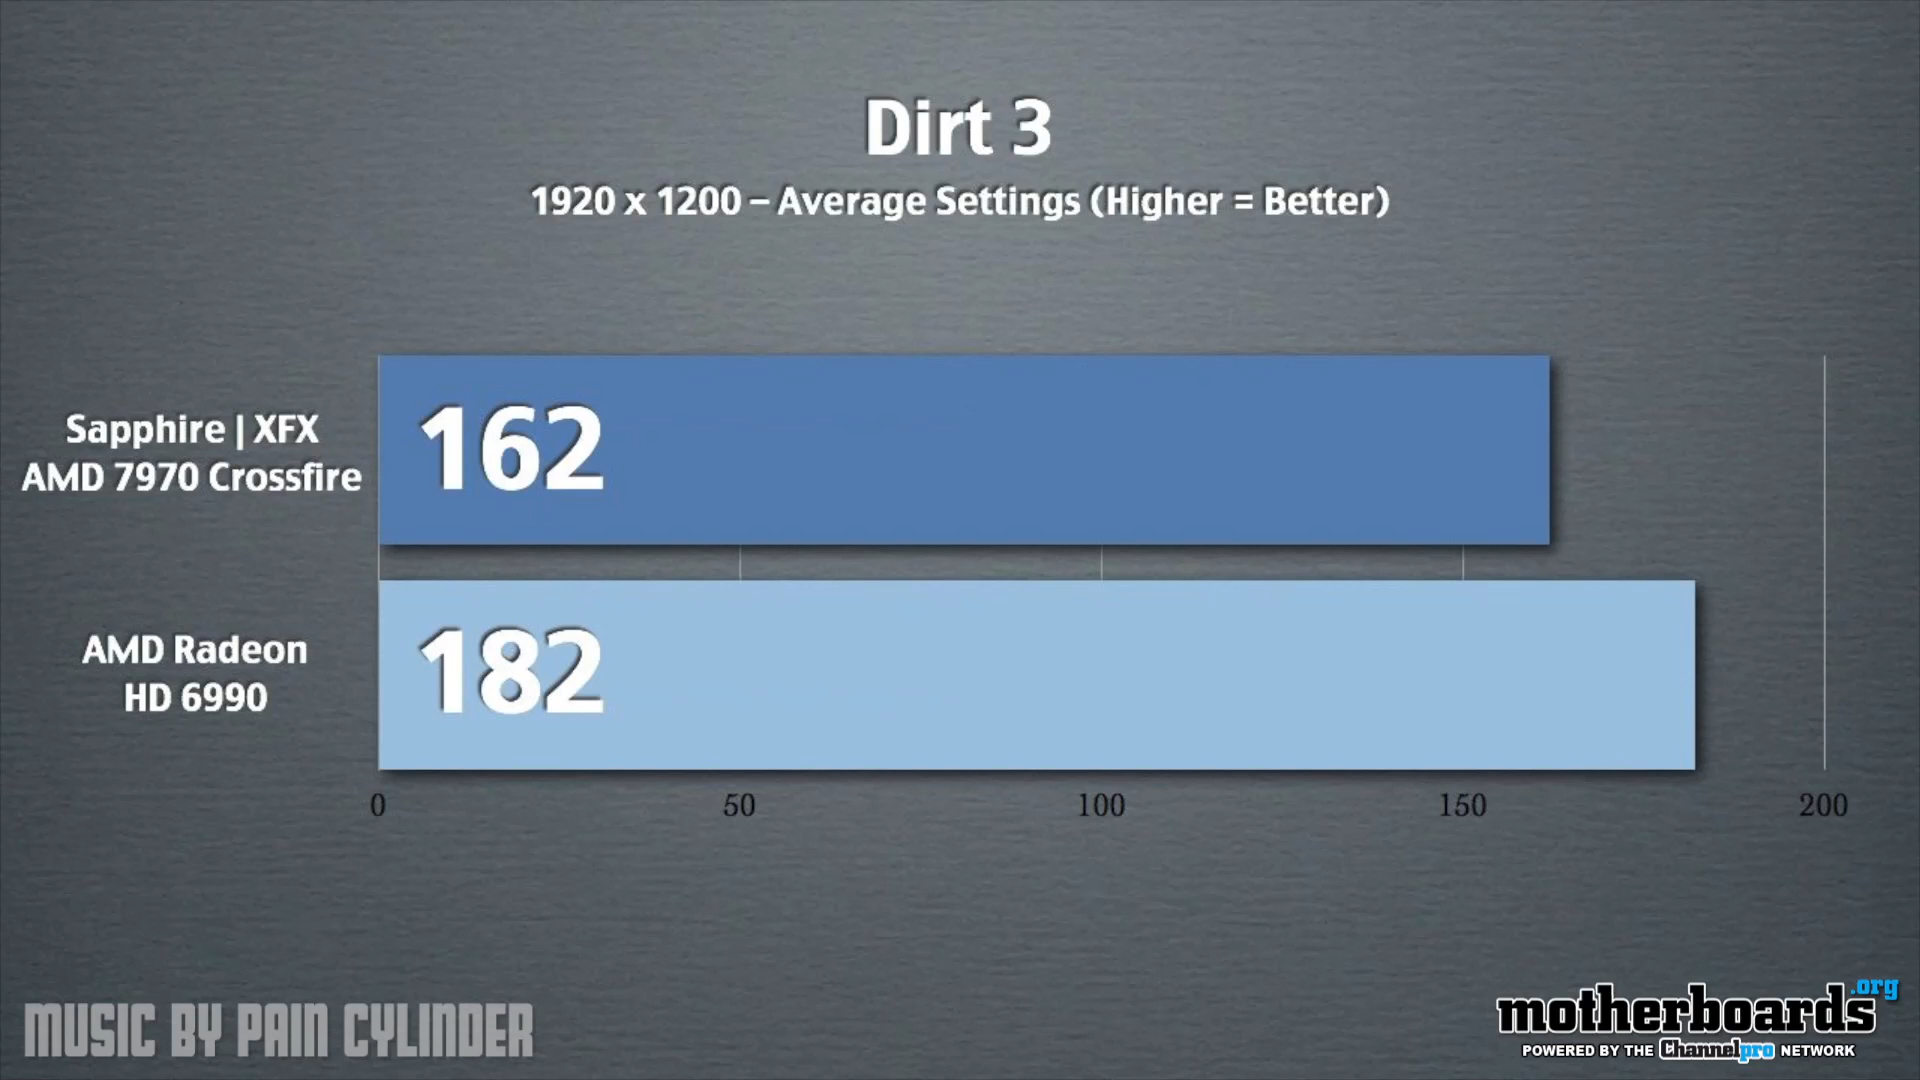 Dirt 3
1920 x 1200 – Average Settings (Higher = Better)
Sapphire | XFX
AMD 7970 Crossfire
162
AMD Radeon
HD 6990
182
0 50 100 150 200
MUSIC BY PAIN CYLINDER
motherboards.org
POWERED BY THE Channelpro NETWORK